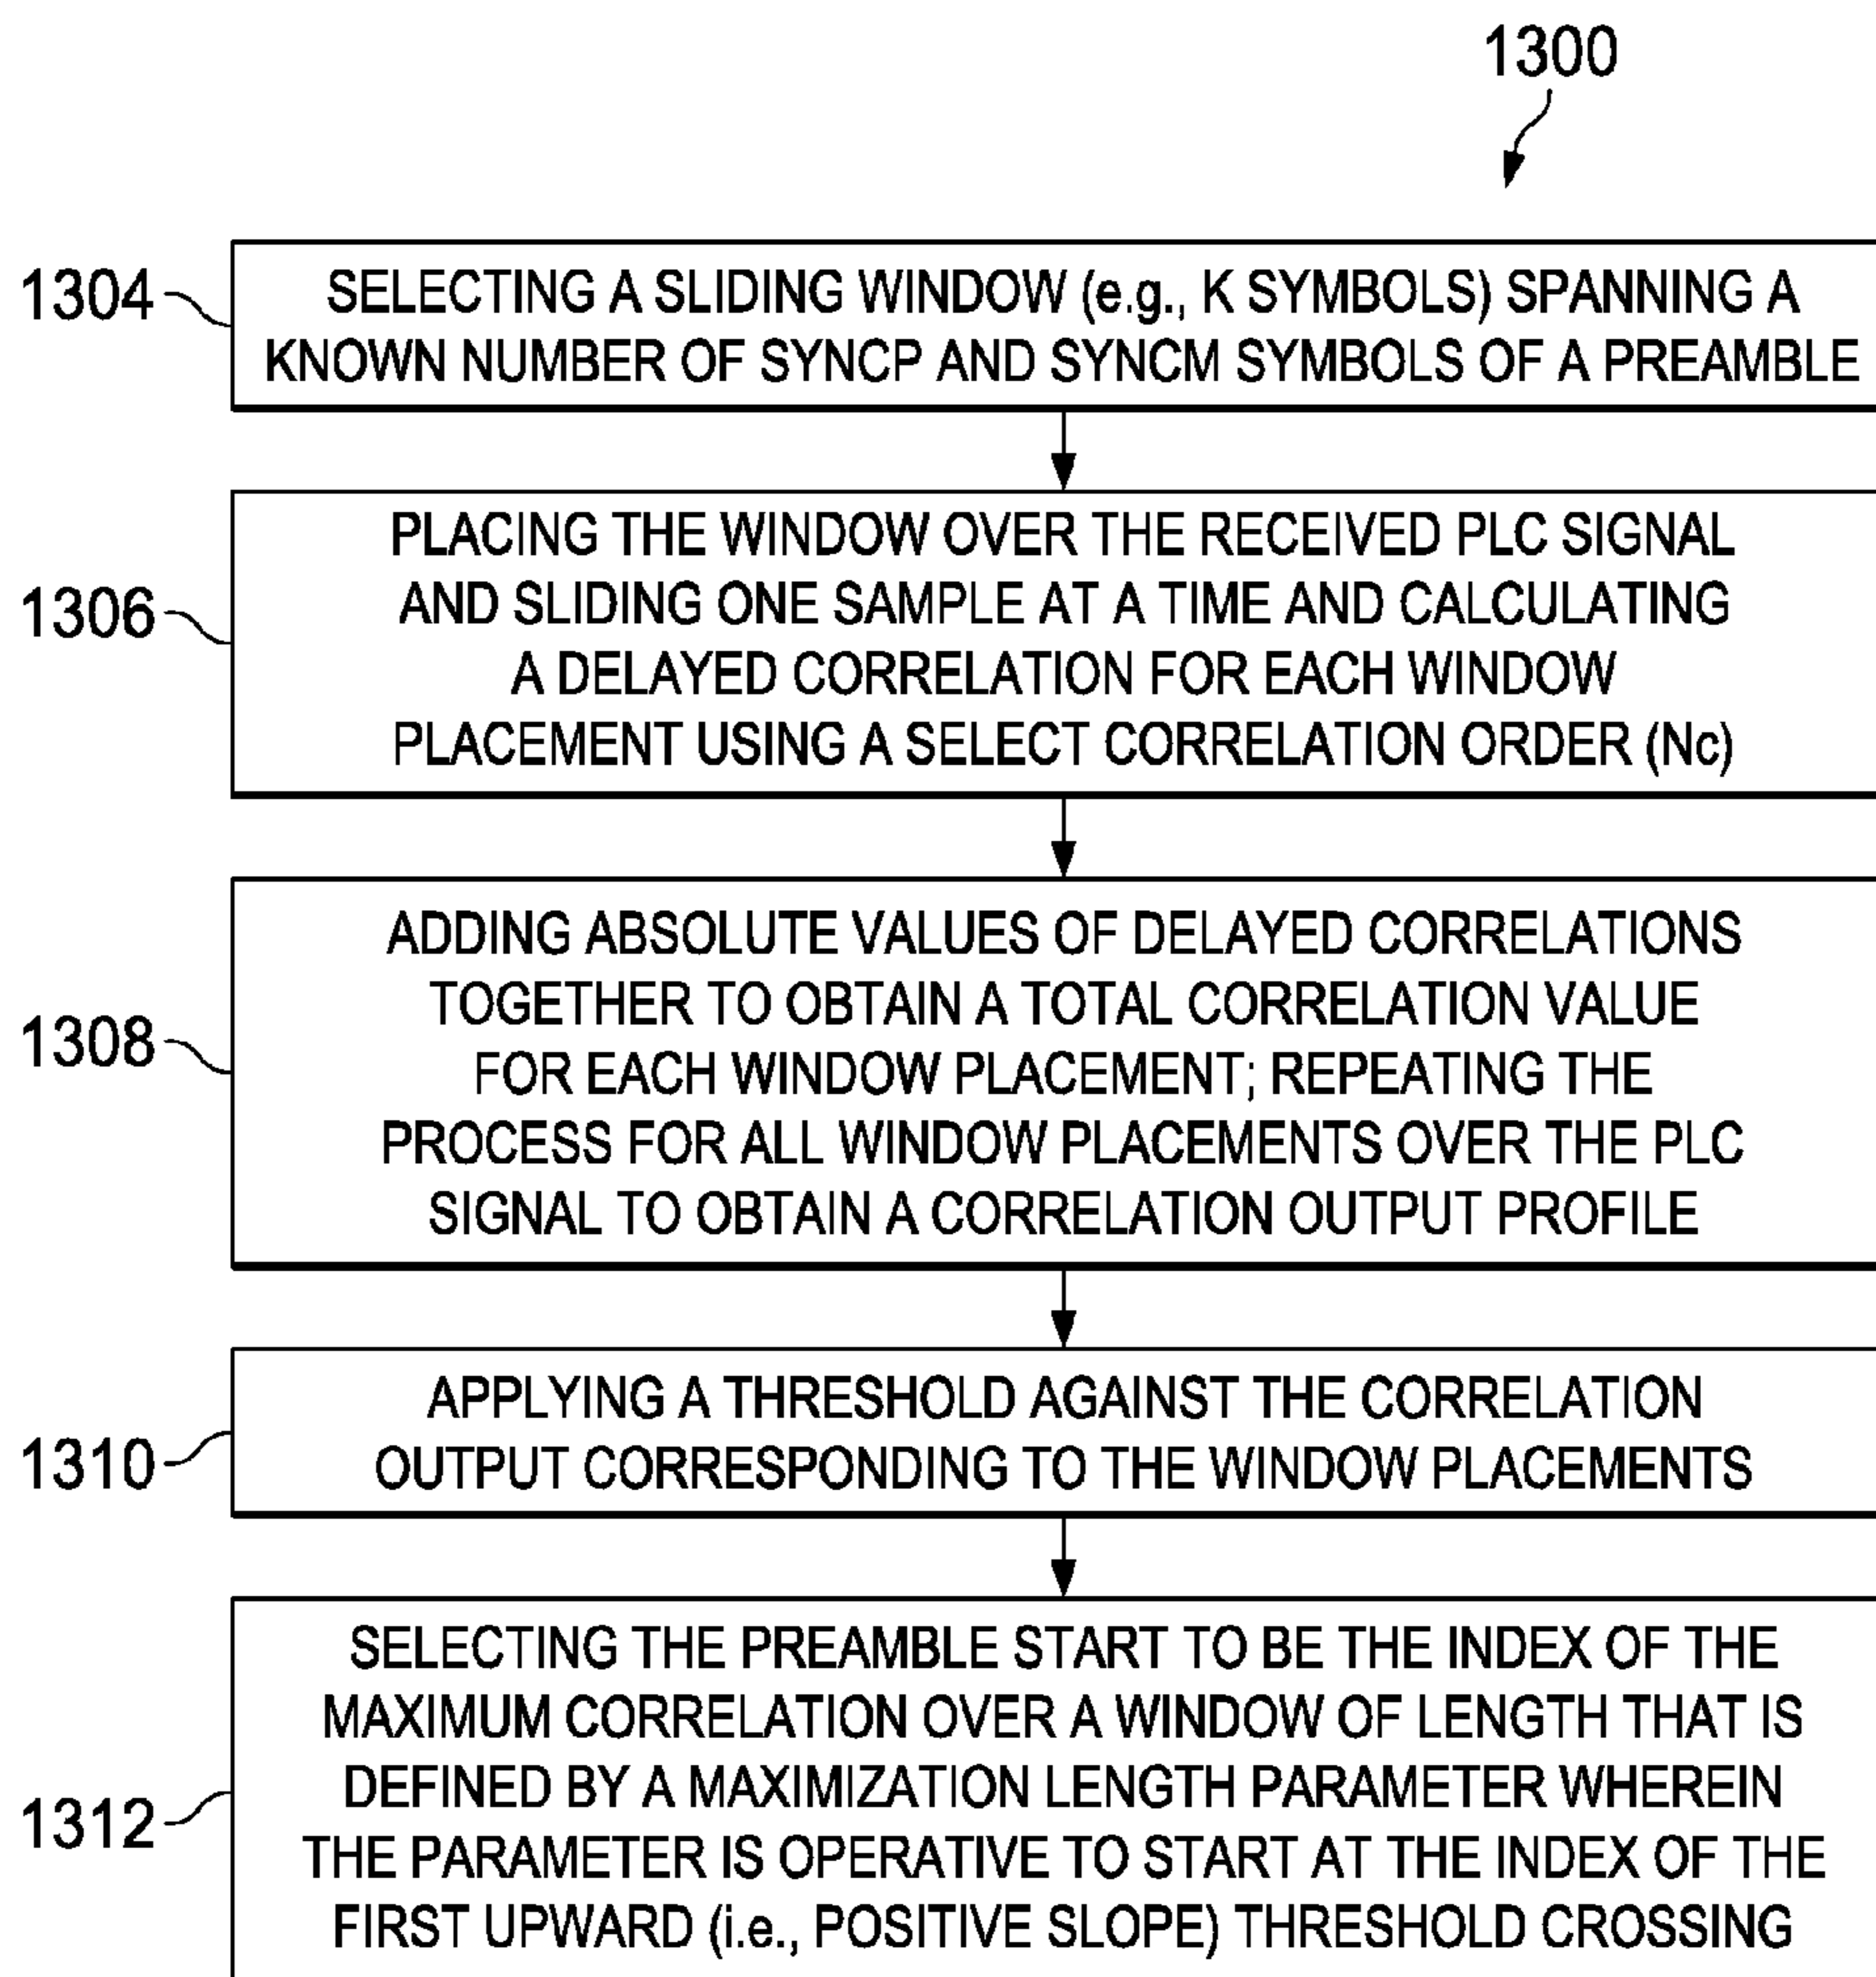 1300
1304
SELECTING A SLIDING WINDOW (e.g., K SYMBOLS) SPANNING A
KNOWN NUMBER OF SYNCP AND SYNCM SYMBOLS OF A PREAMBLE
1306
PLACING THE WINDOW OVER THE RECEIVED PLC SIGNAL
AND SLIDING ONE SAMPLE AT A TIME AND CALCULATING
A DELAYED CORRELATION FOR EACH WINDOW
PLACEMENT USING A SELECT CORRELATION ORDER (Nc)
1308
ADDING ABSOLUTE VALUES OF DELAYED CORRELATIONS
TOGETHER TO OBTAIN A TOTAL CORRELATION VALUE
FOR EACH WINDOW PLACEMENT; REPEATING THE
PROCESS FOR ALL WINDOW PLACEMENTS OVER THE PLC
SIGNAL TO OBTAIN A CORRELATION OUTPUT PROFILE
1310
APPLYING A THRESHOLD AGAINST THE CORRELATION
OUTPUT CORRESPONDING TO THE WINDOW PLACEMENTS
1312
SELECTING THE PREAMBLE START TO BE THE INDEX OF THE
MAXIMUM CORRELATION OVER A WINDOW OF LENGTH THAT IS
DEFINED BY A MAXIMIZATION LENGTH PARAMETER WHEREIN
THE PARAMETER IS OPERATIVE TO START AT THE INDEX OF THE
FIRST UPWARD (i.e., POSITIVE SLOPE) THRESHOLD CROSSING